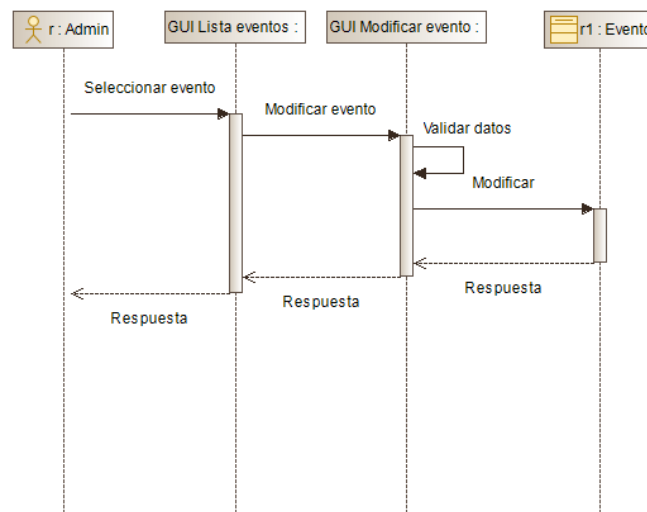 r : Admin
GUI Lista eventos :
GUI Modificar evento :
r1 : Evento
Seleccionar evento
Modificar evento
Validar datos
Modificar
Respuesta
Respuesta
Respuesta